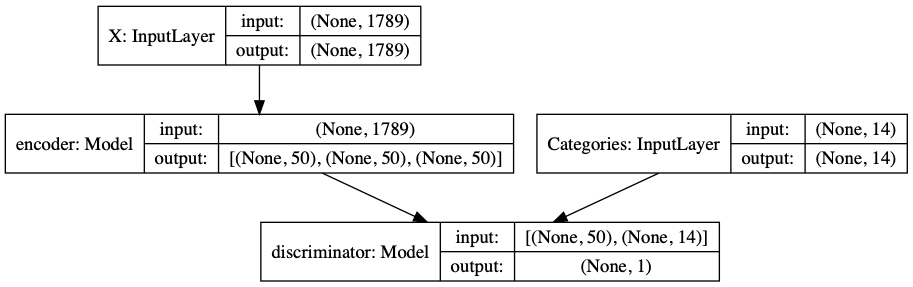 X: InputLayer
input: (None, 1789)
output: (None, 1789)
encoder: Model
input: (None, 1789)
output: [(None, 50), (None, 50), (None, 50)]
Categories: InputLayer
input: (None, 14)
output: (None, 14)
discriminator: Model
input: [(None, 50), (None, 14)]
output: (None, 1)